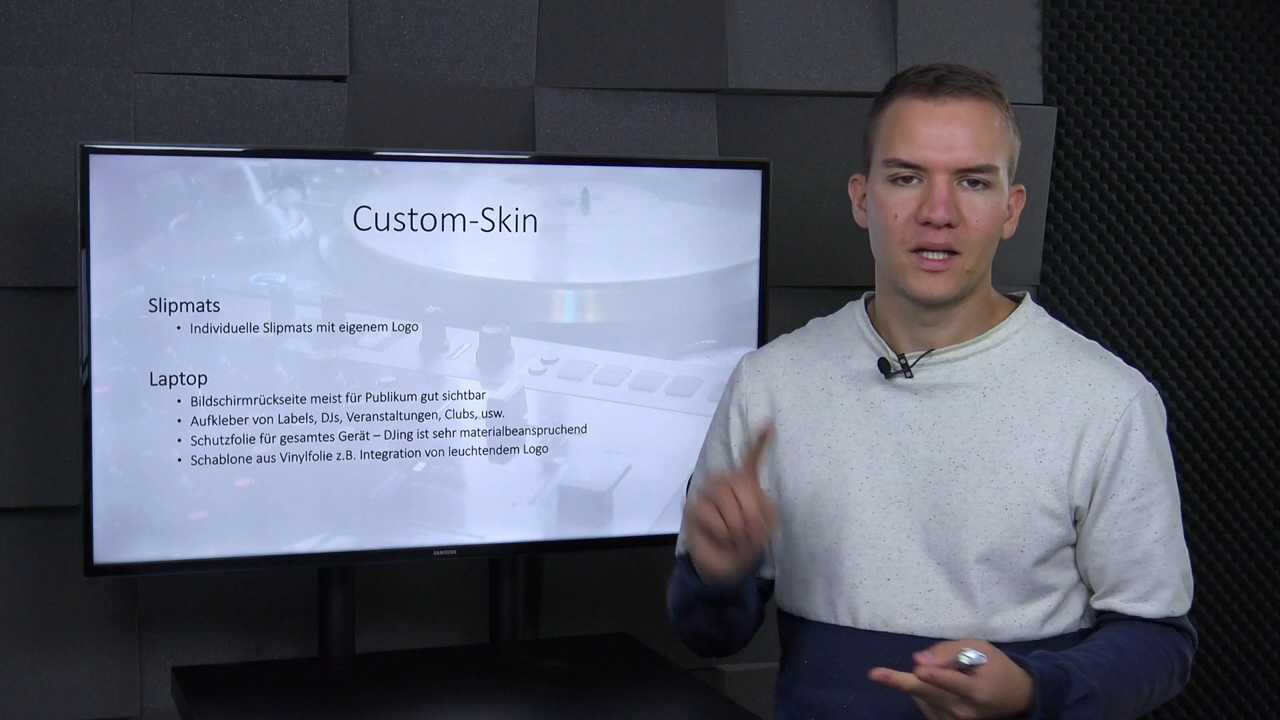 Custom-Skin
Slipmats
• Individuelle Slipmats mit eigenem Logo
Laptop
• Bildschirmrückseite meist für Publikum gut sichtbar
• Aufkleber von Labels, DJs, Veranstaltungen, Clubs, usw.
• Schutzfolie für gesamtes Gerät – DJing ist sehr materialbeanspruchend
• Schablone aus Vinylfolie z.B. Integration von leuchtendem Logo
SAMSUNG